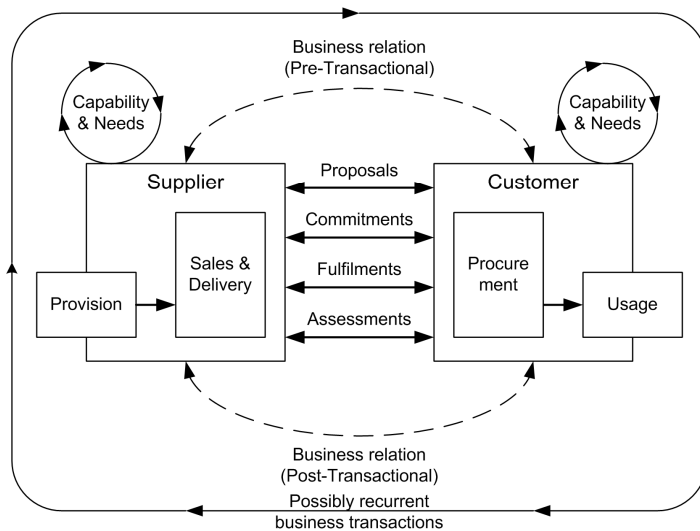 Business relation
(Pre-Transactional)
Capability
& Needs
Capability
& Needs
Supplier
Proposals
Customer
Commitments
Sales &
Delivery
Fulfilments
Procure
ment
Provision
Usage
Assessments
Business relation
(Post-Transactional)
Possibly recurrent
business transactions